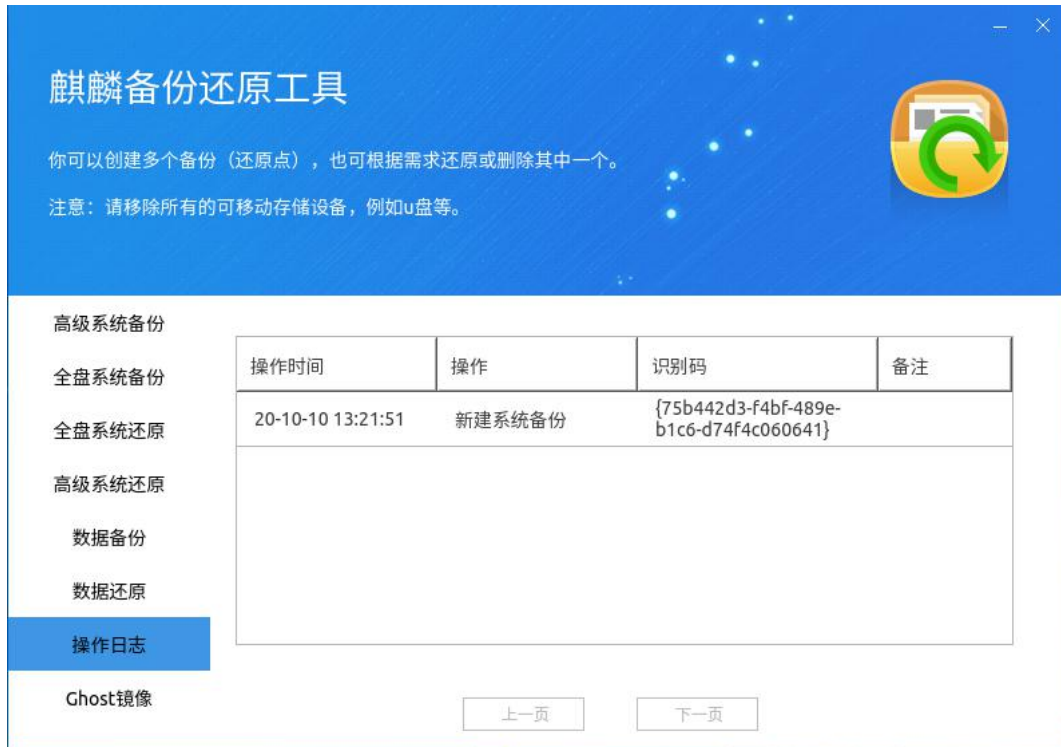 麒麟备份还原工具
你可以创建多个备份（还原点），也可根据需求还原或删除其中一个。
注意：请移除所有的可移动存储设备，例如u盘等。
高级系统备份
全盘系统备份
全盘系统还原
高级系统还原
数据备份
数据还原
操作日志
Ghost镜像
操作时间 操作 识别码 备注
20-10-10 13:21:51 新建系统备份 {75b442d3-f4bf-489e-
b1c6-d74f4c060641}
上一页 下一页